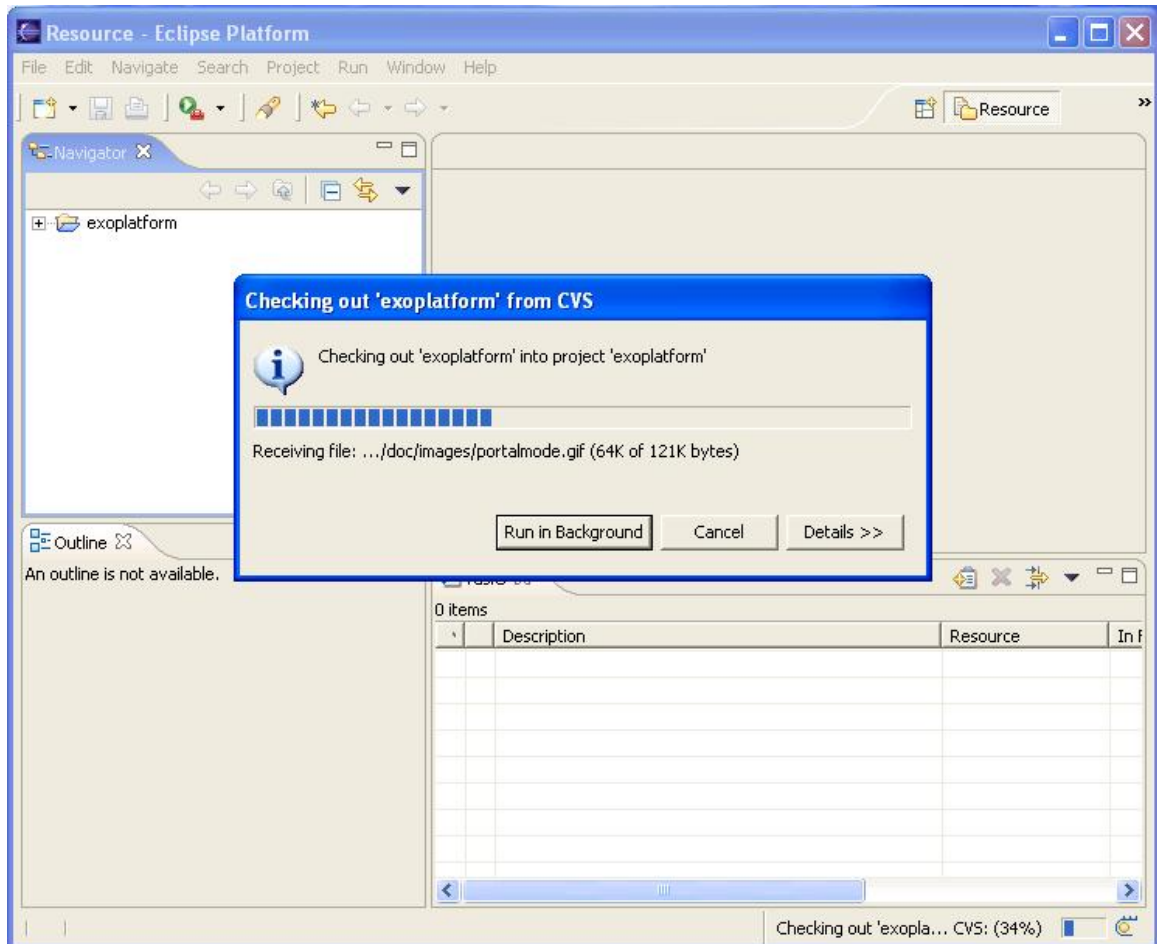 Resource - Eclipse Platform
File Edit Navigate Search Project Run Window Help
Resource
Navigator
exoplatform
Checking out 'exoplatform' from CVS
Checking out 'exoplatform' into project 'exoplatform'
Receiving file: .../doc/images/portalmode.gif (64K of 121K bytes)
Run in Background Cancel Details >>
Outline
An outline is not available.
0 items
Description Resource In F
Checking out 'exopla... CVS: (34%)